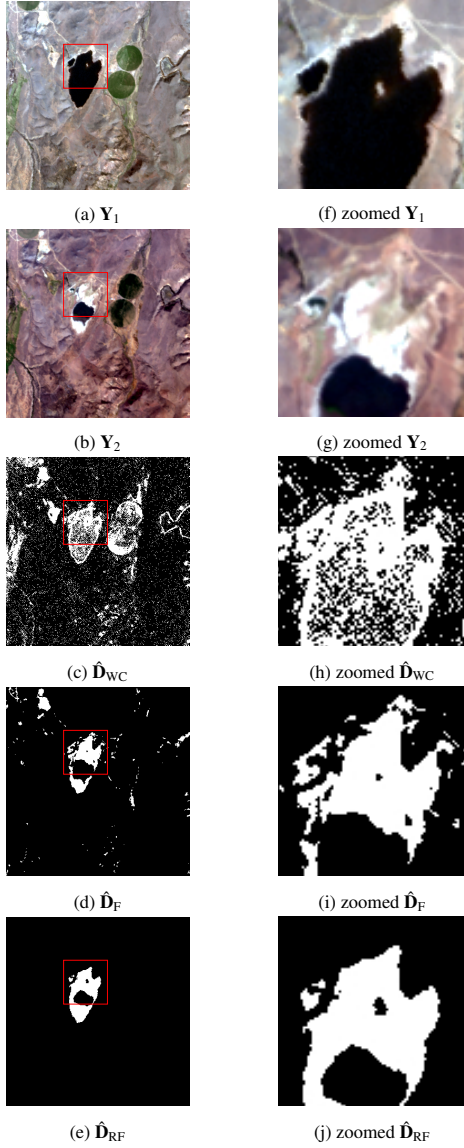 (a) Y₁
(f) zoomed Y₁
(b) Y₂
(g) zoomed Y₂
(c) D̂_WC
(h) zoomed D̂_WC
(d) D̂_F
(i) zoomed D̂_F
(e) D̂_RF
(j) zoomed D̂_RF